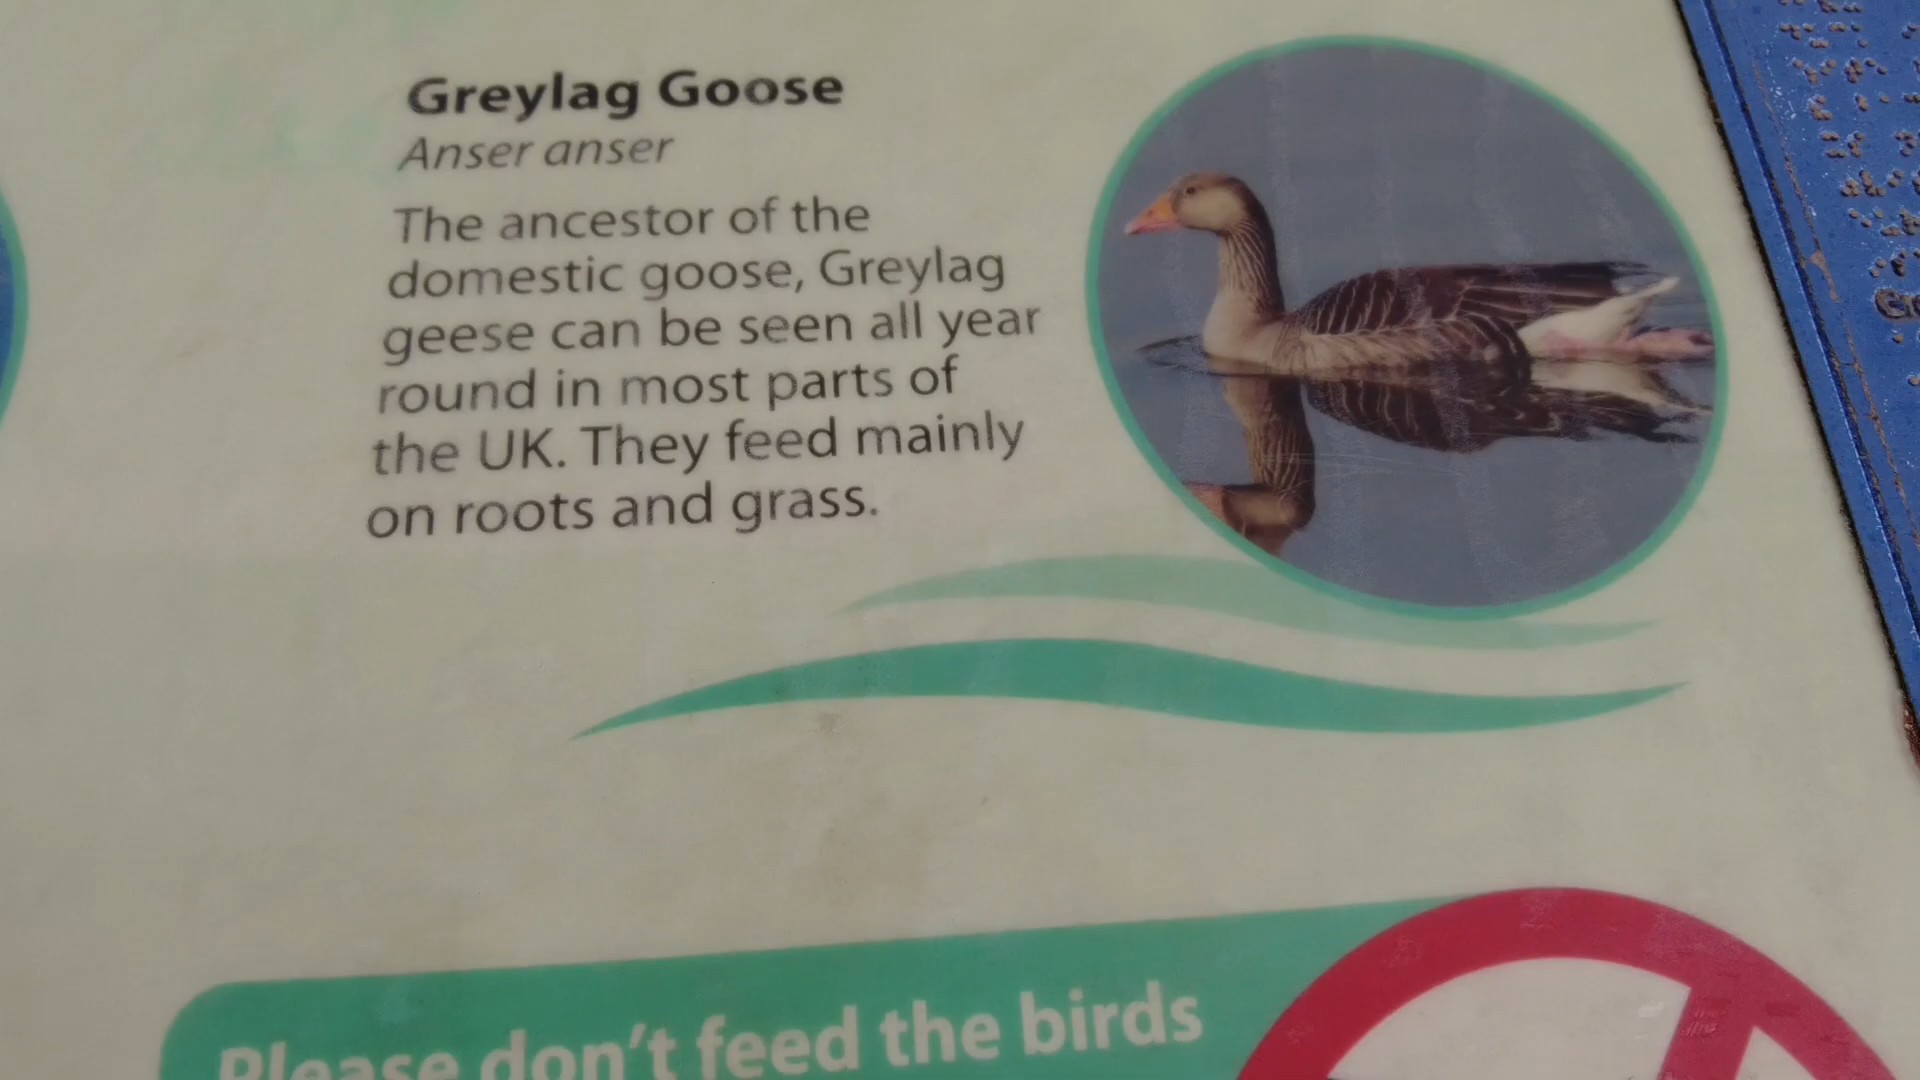 Greylag Goose
Anser anser
The ancestor of the
domestic goose, Greylag
geese can be seen all year
round in most parts of
the UK. They feed mainly
on roots and grass.
Please don't feed the birds